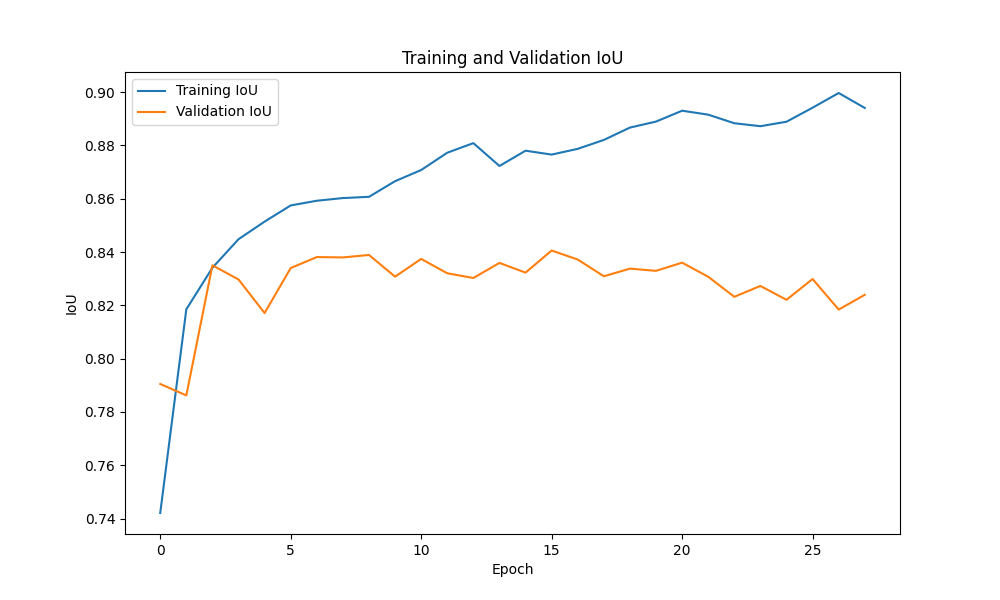 Training and Validation IoU
Training IoU
Validation IoU
0.90
0.88
0.86
0.84
0.82
0.80
0.78
0.76
0.74
IoU
0 5 10 15 20 25
Epoch